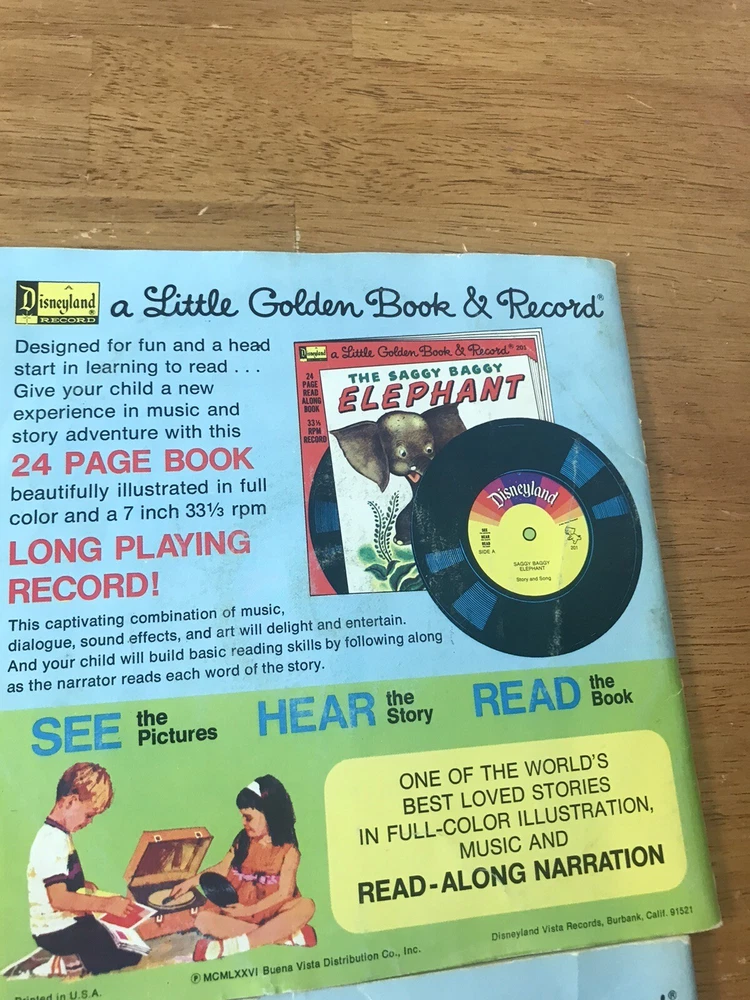 Disneyland
RECORD
a Little Golden Book & Record®
Designed for fun and a head
start in learning to read . . .
Give your child a new
experience in music and
story adventure with this
24 PAGE BOOK
beautifully illustrated in full
color and a 7 inch 33⅓ rpm
LONG PLAYING
RECORD!
This captivating combination of music,
dialogue, sound effects, and art will delight and entertain.
And your child will build basic reading skills by following along
as the narrator reads each word of the story.
Disneyland
a Little Golden Book & Record® 201
24
PAGE
READ
ALONG
BOOK
33⅓
RPM
RECORD
THE SAGGY BAGGY
ELEPHANT
Disneyland
SEE
HEAR
READ
SIDE A
201
SAGGY BAGGY
ELEPHANT
Story and Song
SEE the Pictures
HEAR the Story
READ the Book
ONE OF THE WORLD'S
BEST LOVED STORIES
IN FULL-COLOR ILLUSTRATION,
MUSIC AND
READ-ALONG NARRATION
Printed in U.S.A.
Ⓟ MCMLXXVI Buena Vista Distribution Co., Inc.
Disneyland Vista Records, Burbank, Calif. 91521